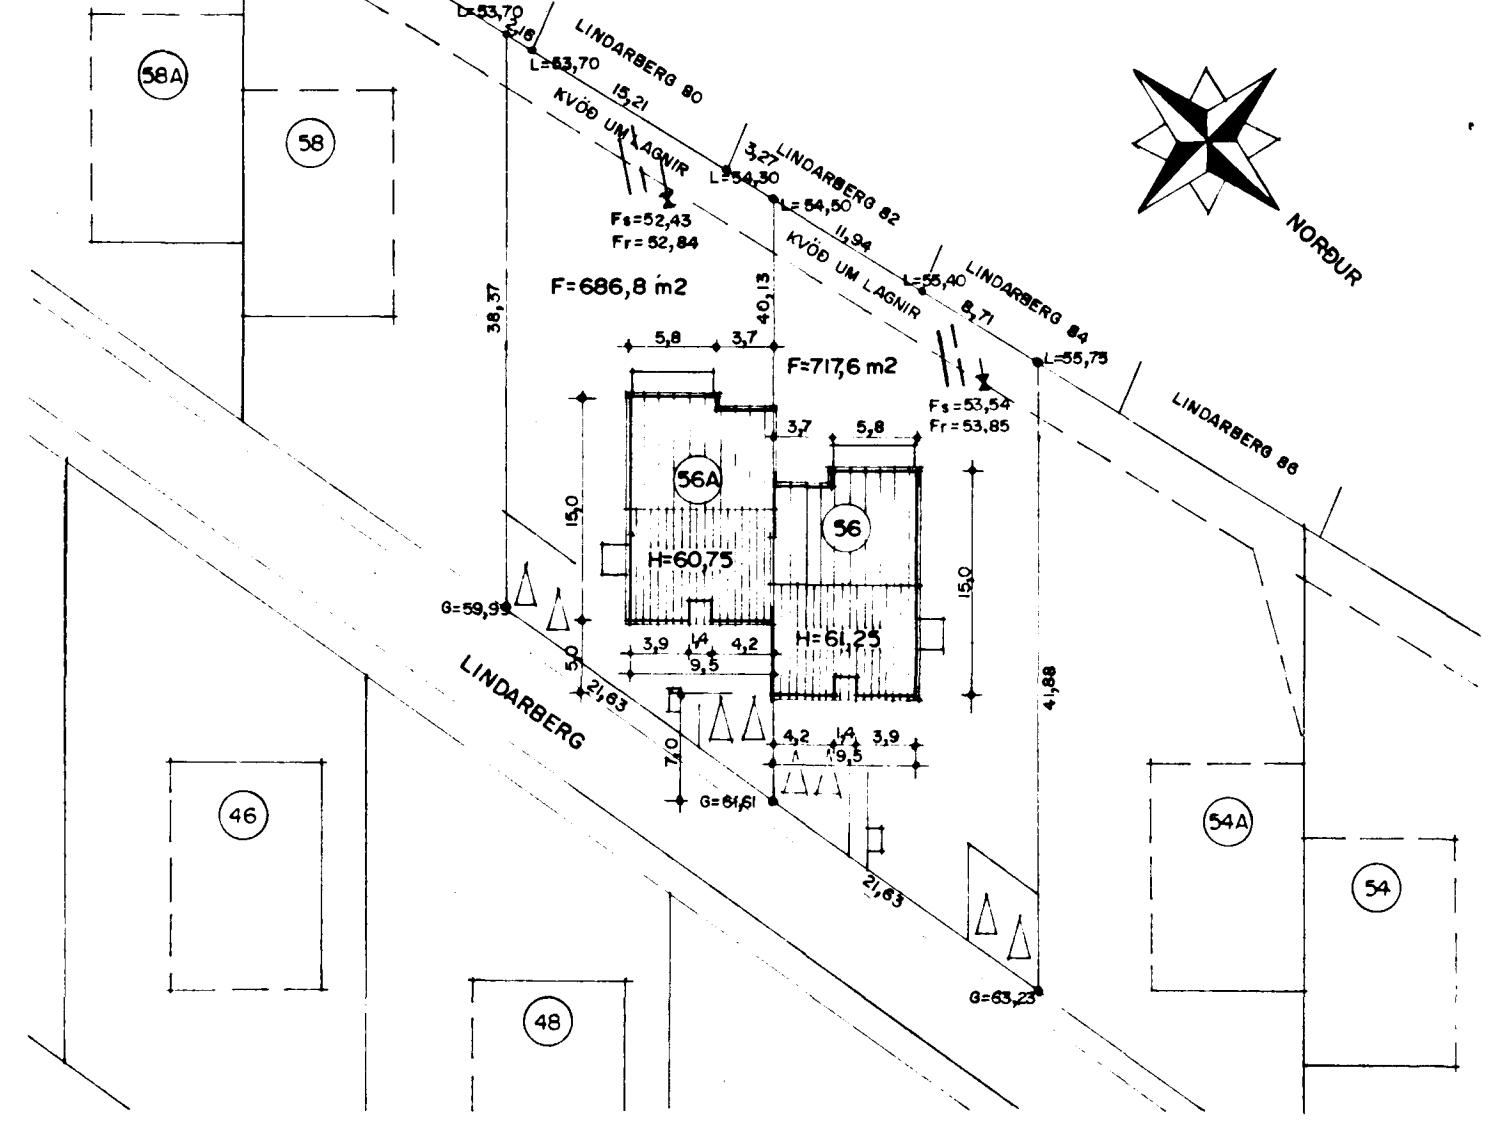 L=53,70
2,16
LINDARBERG 80
L=53,70
15,21
KVÖÐ UM LAGNIR
58A
58
3,27
LINDARBERG 82
L=54,30
L=54,50
11,94
KVÖÐ UM LAGNIR
Fs=52,43
Fr=52,84
NORÐUR
L=55,40
LINDARBERG 84
8,71
F=686,8 m2
38,37
40,13
5,8
3,7
F=717,6 m2
L=55,75
LINDARBERG 86
Fs=53,54
Fr=53,85
3,7
5,8
56A
56
15,0
H=60,75
15,0
G=59,99
H=61,25
3,9
1,4
4,2
9,5
5,0
21,63
LINDARBERG
41,88
7,0
4,2
1,4
3,9
9,5
G=61,61
46
54A
54
21,63
G=63,23
48